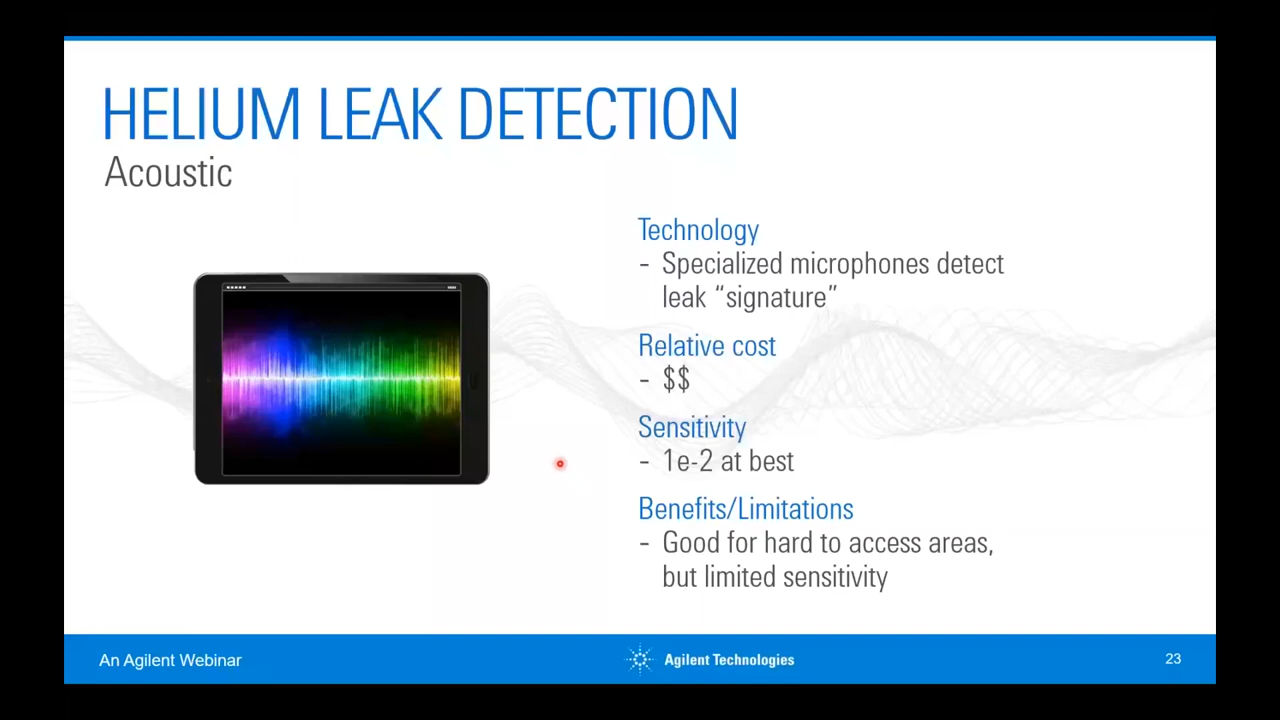 HELIUM LEAK DETECTION
Acoustic
Technology
- Specialized microphones detect
leak “signature”
Relative cost
- $$
Sensitivity
- 1e-2 at best
Benefits/Limitations
- Good for hard to access areas,
but limited sensitivity
An Agilent Webinar
Agilent Technologies
23